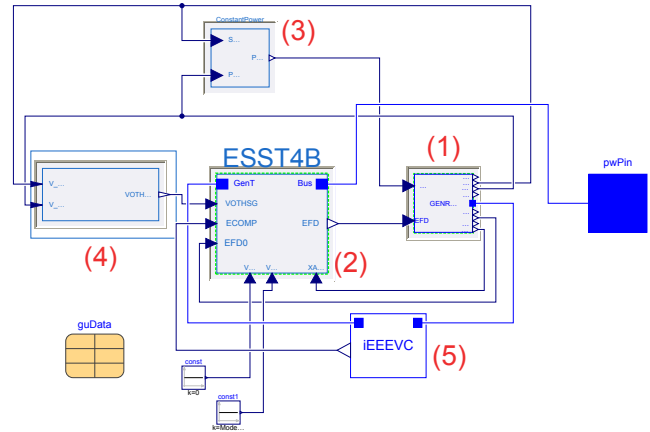 ConstantPower
(3)
S...
P...
P...
ESST4B
(1)
pwPin
GenT
Bus
...
...
...
V_...
VOTH...
VOTHSG
GENR...
V_...
ECOMP
EFD
EFD
...
...
EFD0
(4)
V...
V...
XA...
(2)
guData
iEEEVC
(5)
const
k=0
const1
k=Mode...